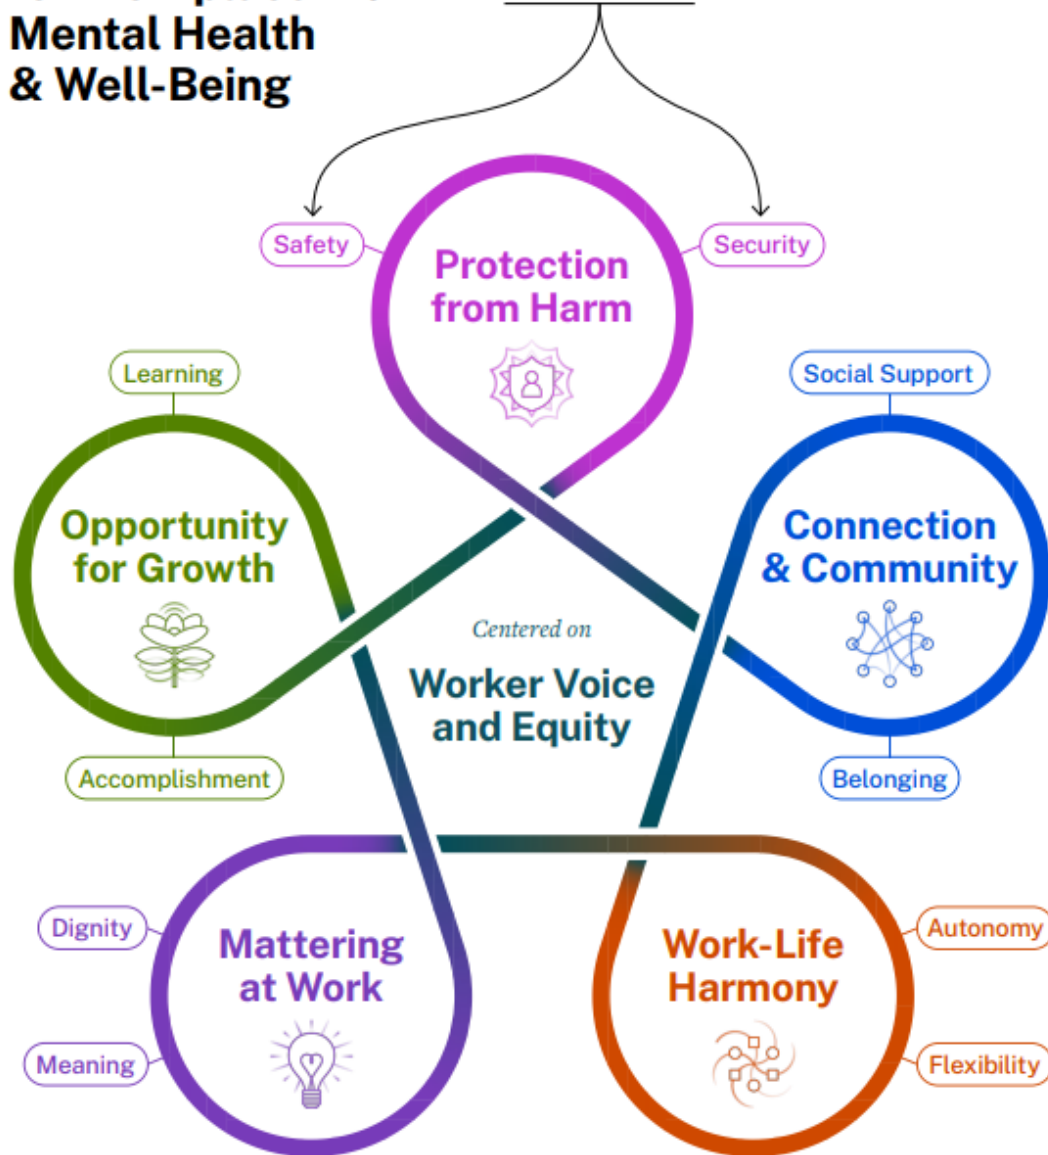 Mental Health
& Well-Being
Safety
Protection
from Harm
Security
Learning
Opportunity
for Growth
Accomplishment
Social Support
Connection
& Community
Belonging
Centered on
Worker Voice
and Equity
Dignity
Mattering
at Work
Meaning
Work-Life
Harmony
Autonomy
Flexibility